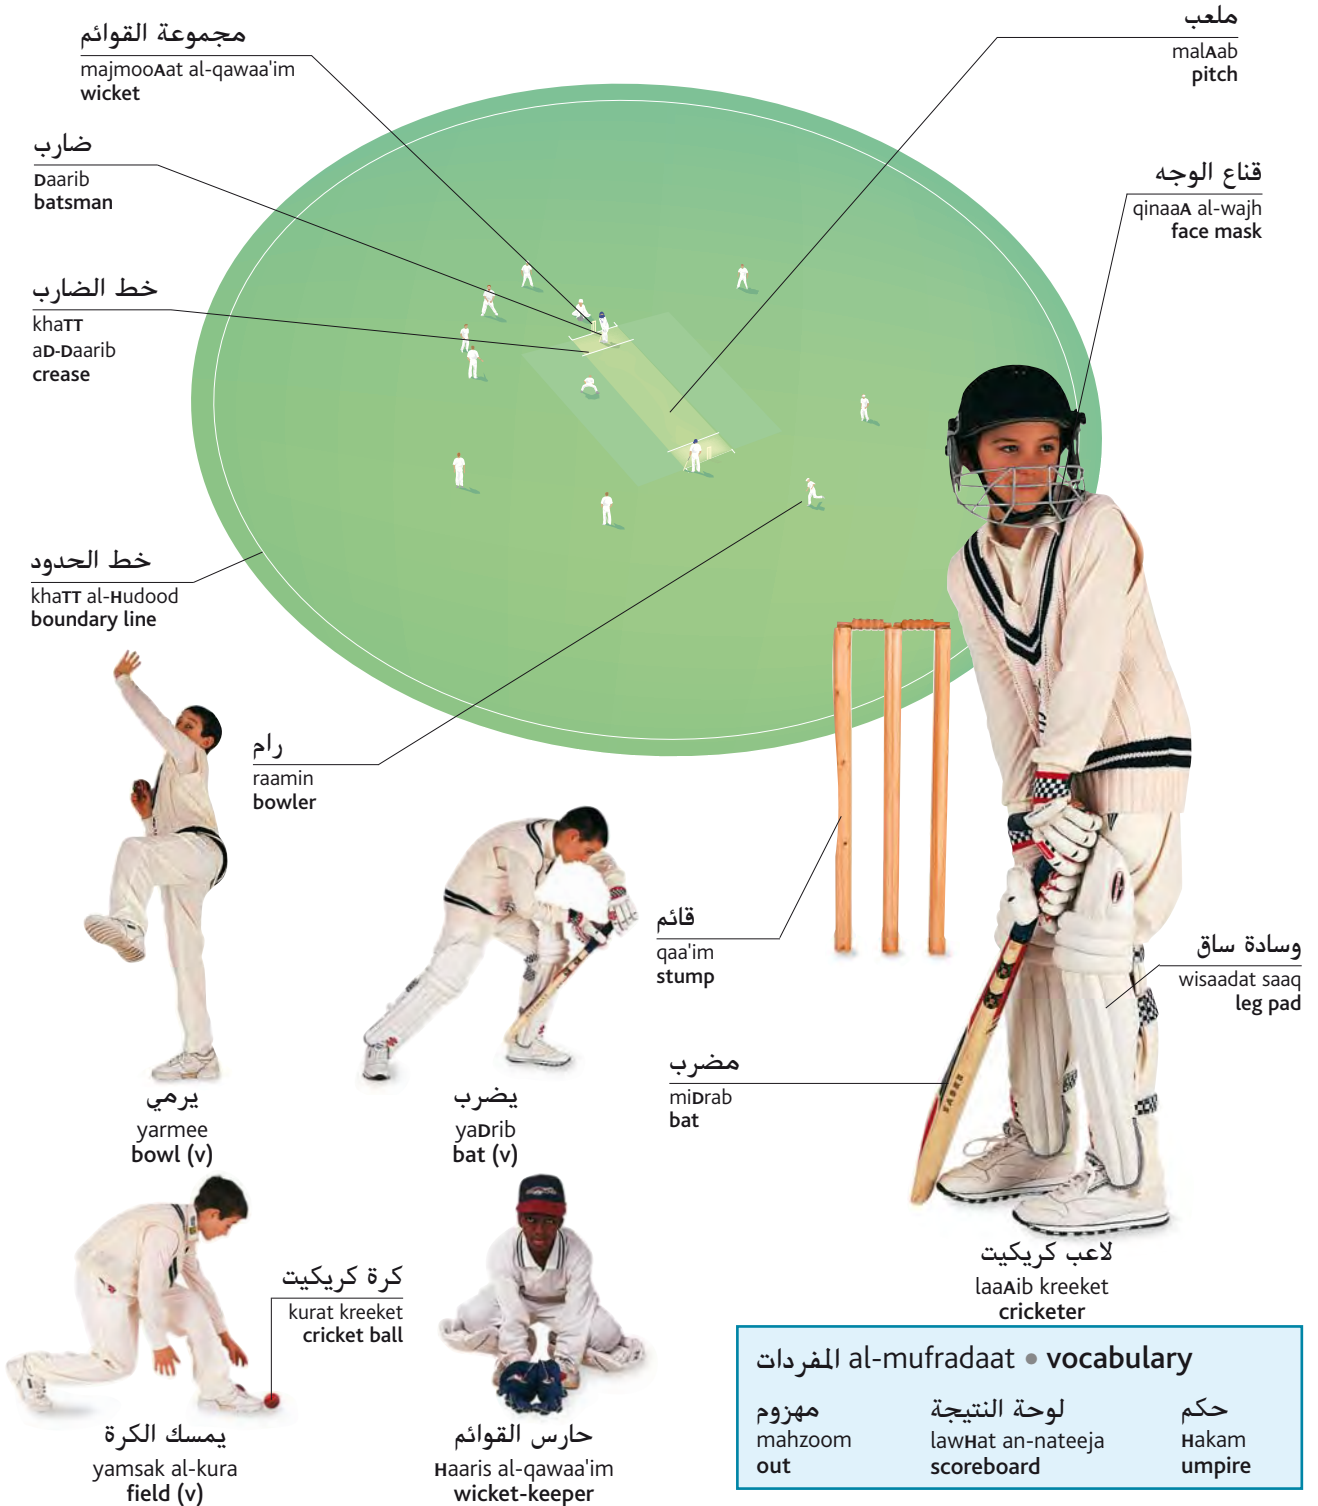 مجموعة القوائم
majmooAat al-qawaa'im
wicket
ملعب
malAab
pitch
ضارب
Daarib
batsman
قناع الوجه
qinaaA al-wajh
face mask
خط الضارب
khaTT
aD-Daarib
crease
خط الحدود
khaTT al-Hudood
boundary line
رام
raamin
bowler
قائم
qaa'im
stump
وسادة ساق
wisaadat saaq
leg pad
مضرب
miDrab
bat
يرمي
yarmee
bowl (v)
يضرب
yaDrib
bat (v)
لاعب كريكيت
laaAib kreeket
cricketer
كرة كريكيت
kurat kreeket
cricket ball
يمسك الكرة
yamsak al-kura
field (v)
حارس القوائم
Haaris al-qawaa'im
wicket-keeper
المفردات al-mufradaat • vocabulary
مهزوم
mahzoom
out
لوحة النتيجة
lawHat an-nateeja
scoreboard
حكم
Hakam
umpire